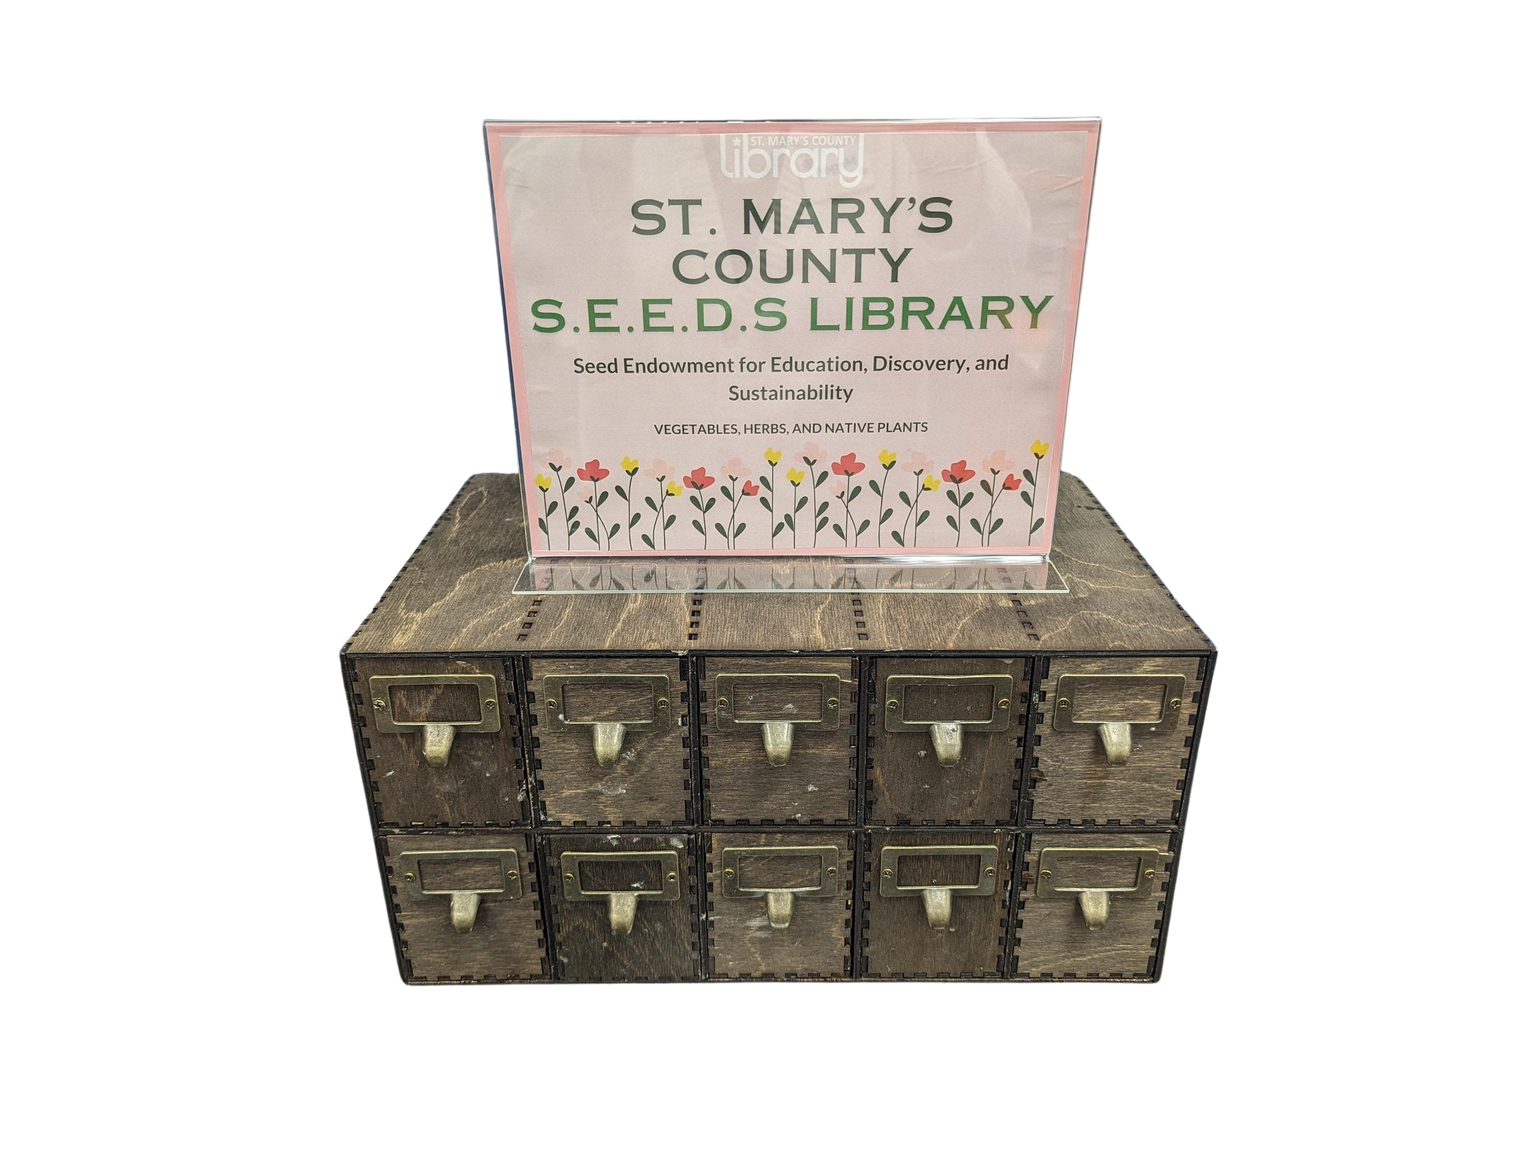 ST. MARY'S COUNTY
library
ST. MARY'S
COUNTY
S.E.E.D.S LIBRARY
Seed Endowment for Education, Discovery, and
Sustainability
VEGETABLES, HERBS, AND NATIVE PLANTS